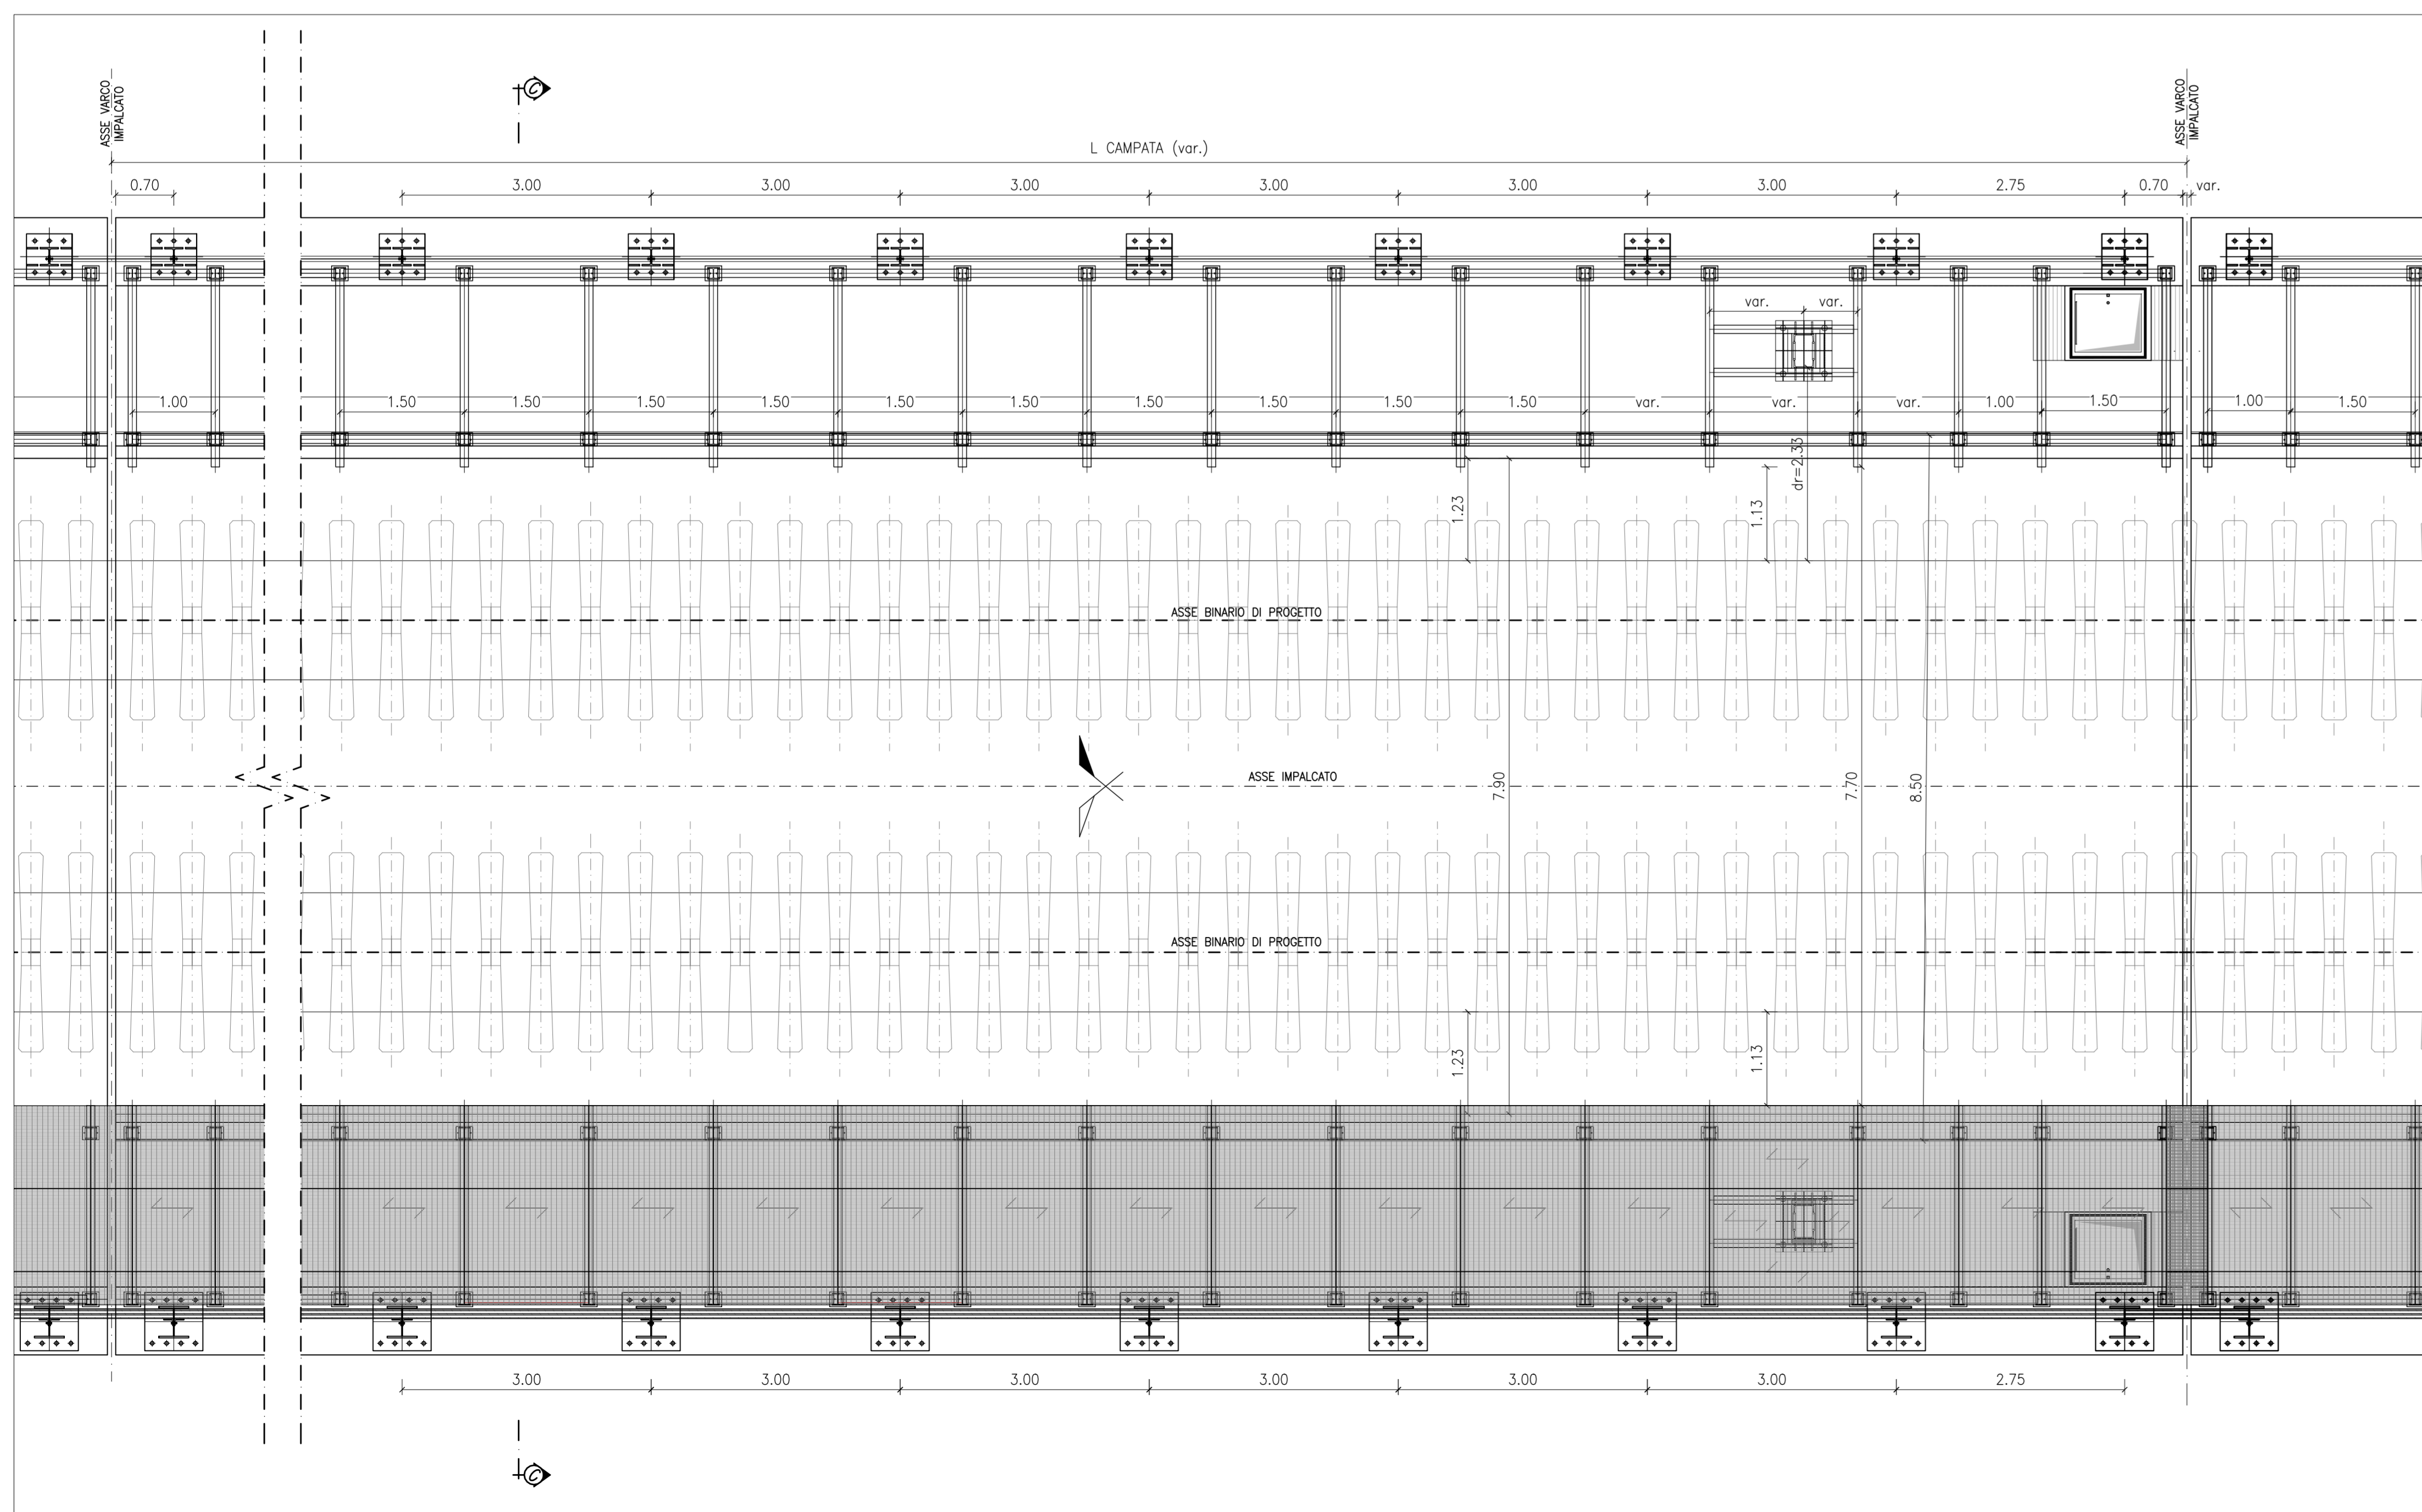 C
ASSE VARCO
IMPALCATO
ASSE VARCO
IMPALCATO
L CAMPATA (var.)
0.70
3.00
3.00
3.00
3.00
3.00
3.00
2.75
0.70
var.
var.
var.
1.00
1.50
1.50
1.50
1.50
1.50
1.50
1.50
1.50
1.50
1.50
var.
var.
var.
1.00
1.50
1.00
1.50
dr=2.33
1.23
1.13
ASSE BINARIO DI PROGETTO
ASSE IMPALCATO
7.90
7.70
8.50
ASSE BINARIO DI PROGETTO
1.23
1.13
3.00
3.00
3.00
3.00
3.00
3.00
2.75
C